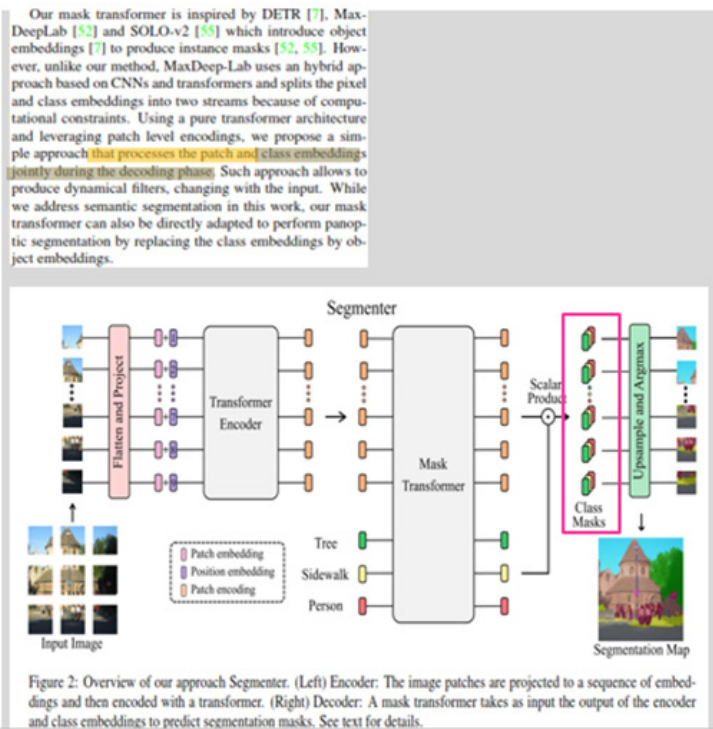 Our mask transformer is inspired by DETR [7], Max-
DeepLab [52] and SOLO-v2 [55] which introduce object
embeddings [7] to produce instance masks [52, 55]. How-
ever, unlike our method, MaxDeep-Lab uses an hybrid ap-
proach based on CNNs and transformers and splits the pixel
and class embeddings into two streams because of compu-
tational constraints. Using a pure transformer architecture
and leveraging patch level encodings, we propose a sim-
ple approach that processes the patch and class embeddings
jointly during the decoding phase. Such approach allows to
produce dynamical filters, changing with the input. While
we address semantic segmentation in this work, our mask
transformer can also be directly adapted to perform panop-
tic segmentation by replacing the class embeddings by ob-
ject embeddings.
Segmenter
Flatten and Project
Transformer
Encoder
Mask
Transformer
Scalar
Product
Class
Masks
Upsample and Argmax
Patch embedding
Position embedding
Patch encoding
Tree
Sidewalk
Person
Input Image
Segmentation Map
Figure 2: Overview of our approach Segmenter. (Left) Encoder: The image patches are projected to a sequence of embed-
dings and then encoded with a transformer. (Right) Decoder: A mask transformer takes as input the output of the encoder
and class embeddings to predict segmentation masks. See text for details.